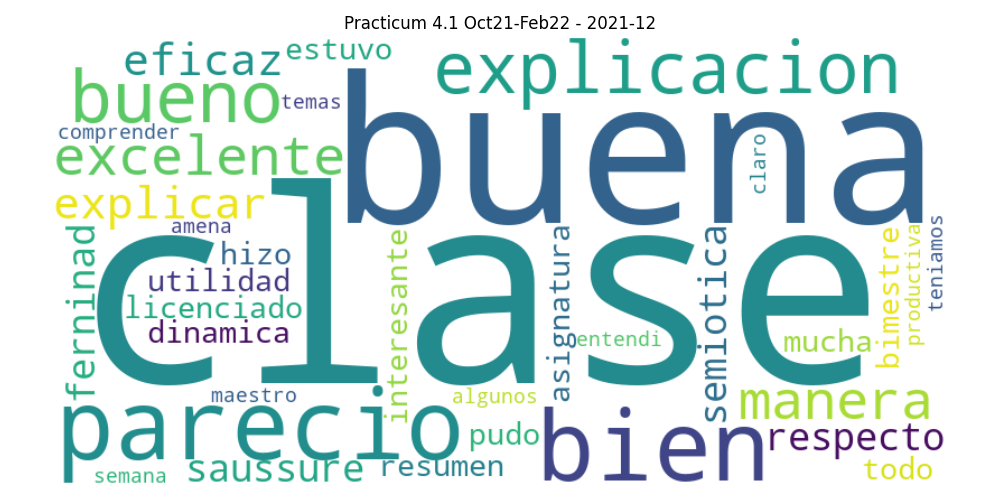 Practicum 4.1 Oct21-Feb22 - 2021-12
eficaz
estuvo
explicacion
bueno
temas
buena
comprender
excelente
claro
explicar
clase
amena
hizo
utilidad
licenciado
dinamica
ferninad
interesante
asignatura
entendi
semiotica
mucha
bimestre
productiva
teniamos
maestro
algunos
manera
parecio
pudo
bien
respecto
semana
saussure
resumen
todo